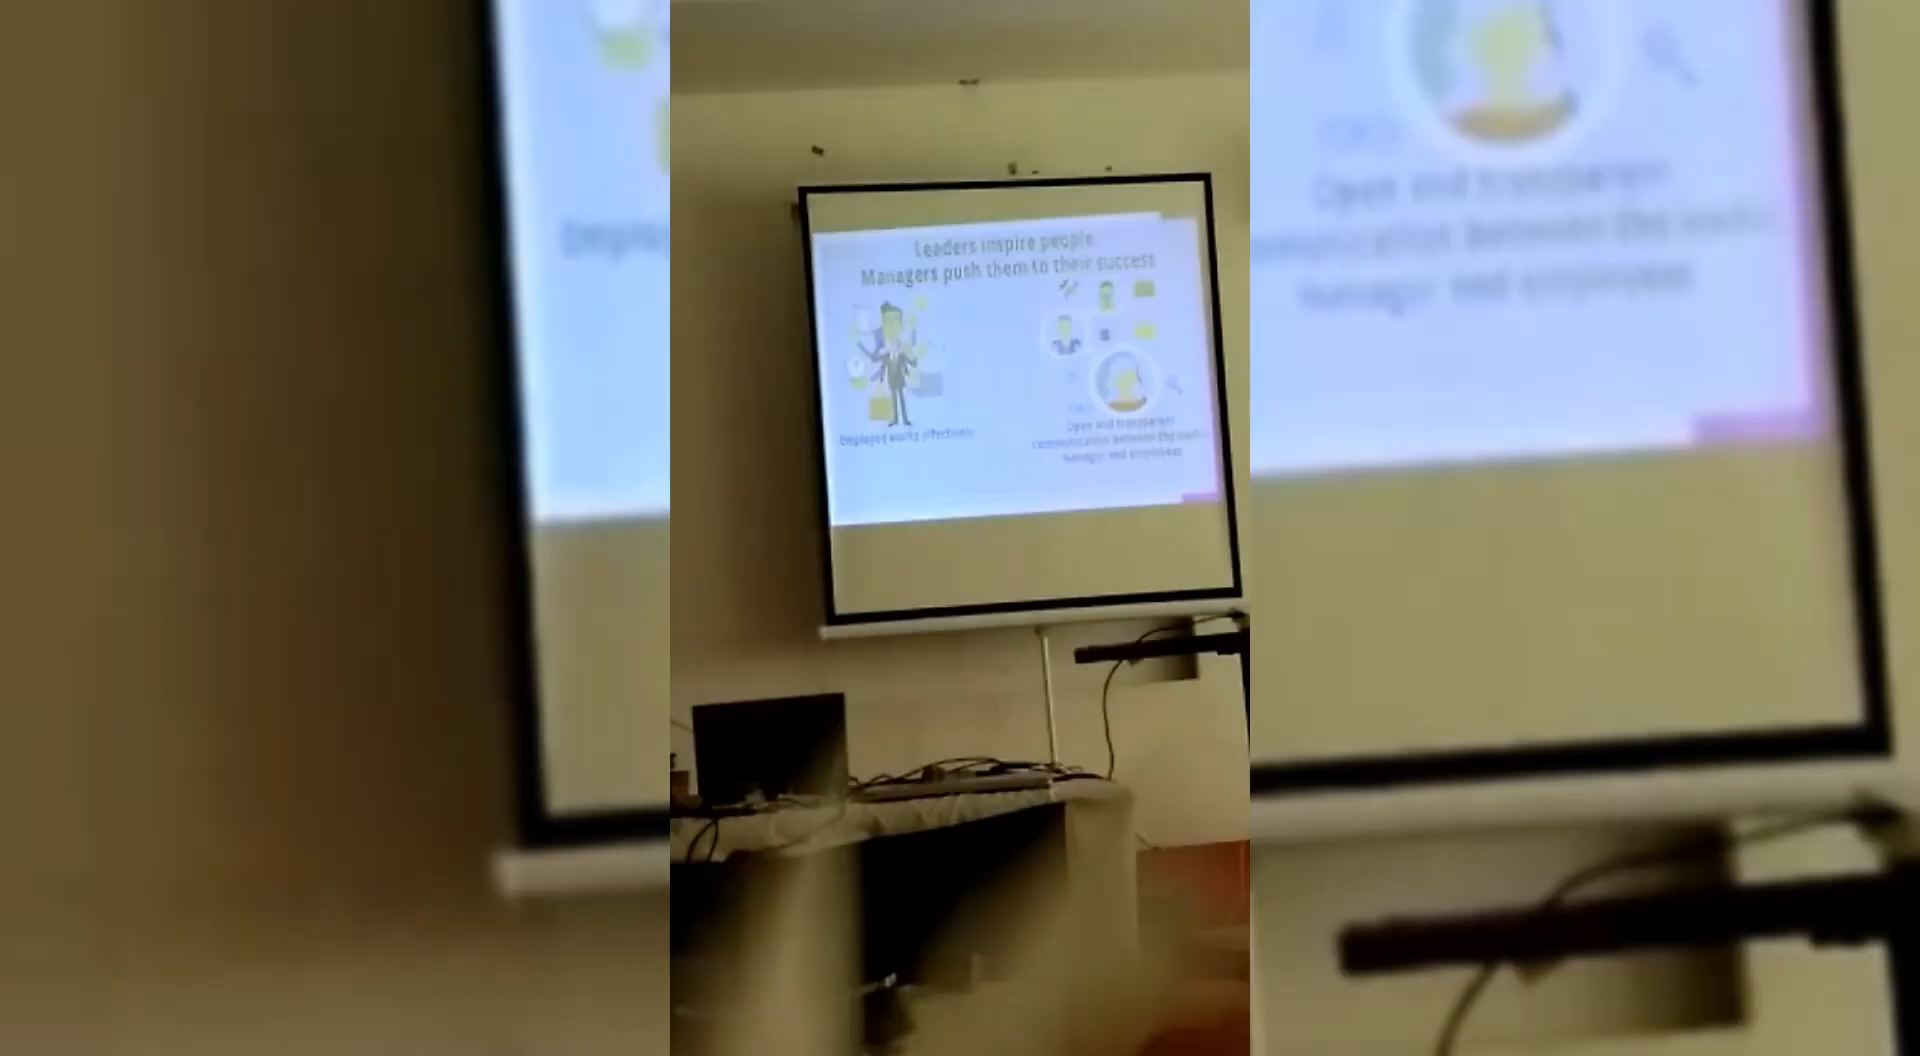 Leaders inspire people
Managers push them to their success
Employee works effectively
Open and transparent
communication between the
manager and employees